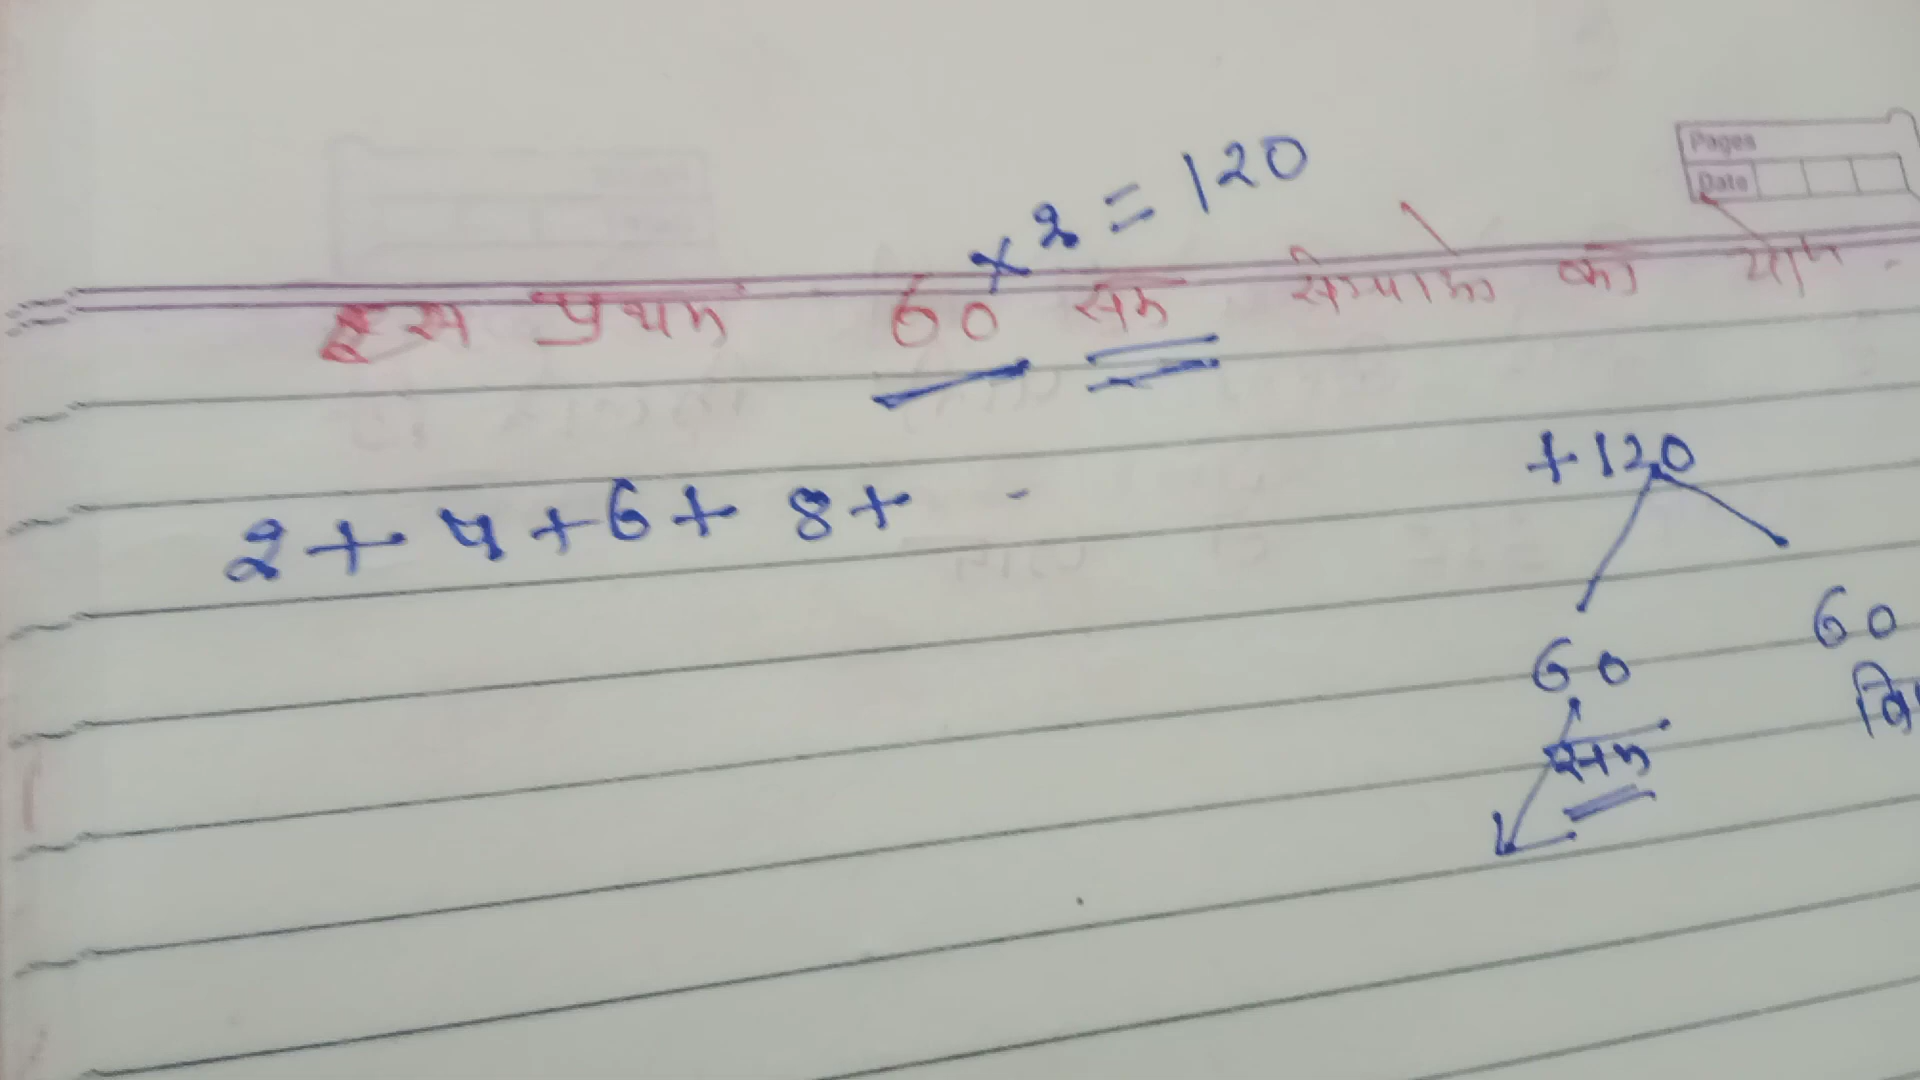 Pages
Date
× 2 = 120
इस प्रथम 60 सम संख्याओं का योग -
2 + 4 + 6 + 8 + - + 120
60 60
सम वि